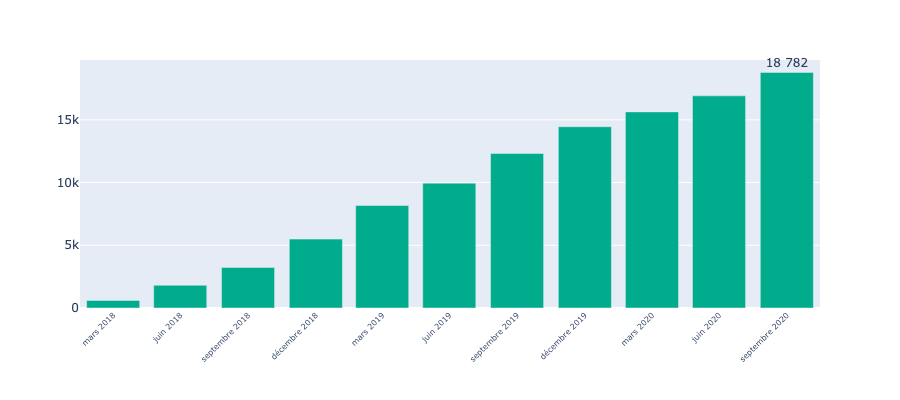 18 782
15k
10k
5k
0
mars 2018
juin 2018
septembre 2018
décembre 2018
mars 2019
juin 2019
septembre 2019
décembre 2019
mars 2020
juin 2020
septembre 2020